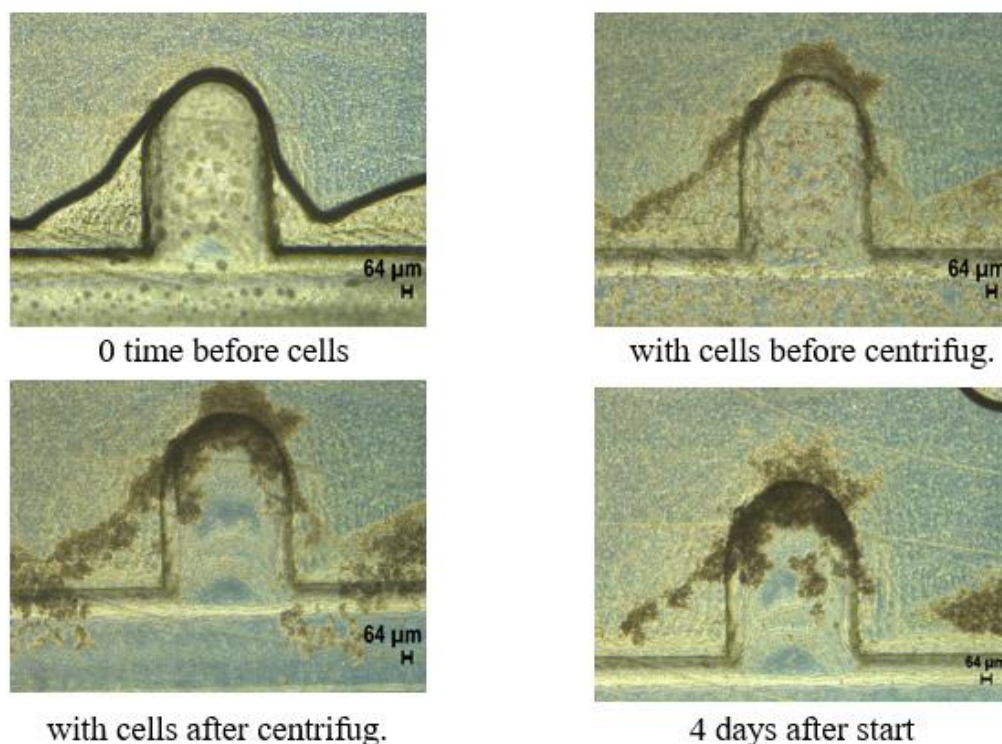 64 μm
64 μm
0 time before cells
with cells before centrifug.
64 μm
64 μm
with cells after centrifug.
4 days after start